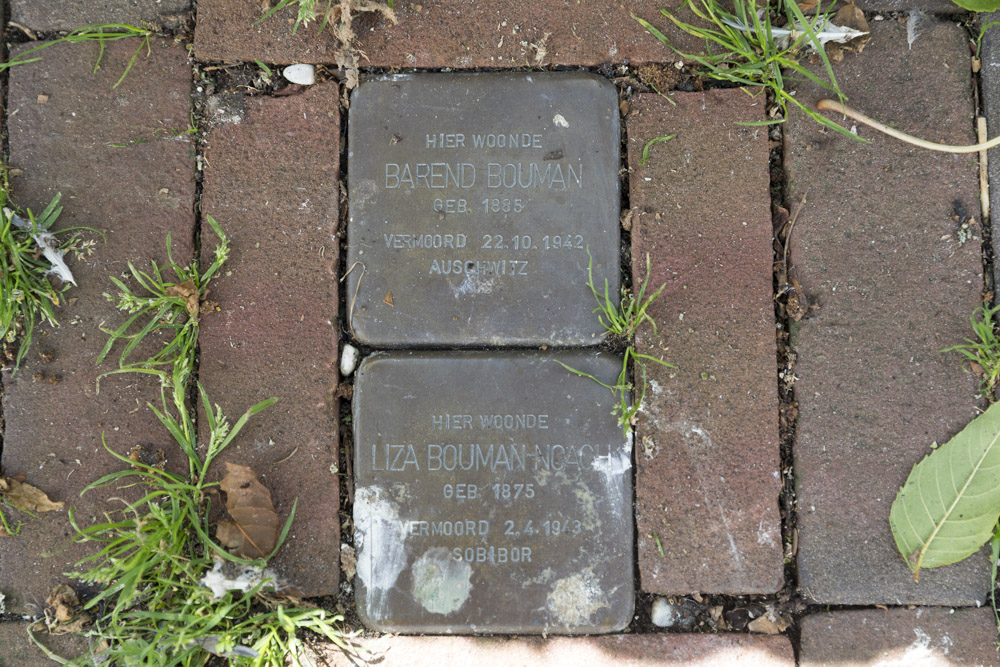 HIER WOONDE
BAREND BOUMAN
GEB. 1885
VERMOORD 22.10.1942
AUSCHWITZ
HIER WOONDE
LIZA BOUMAN-NOACH
GEB. 1875
VERMOORD 2.4.1943
SOBIBOR